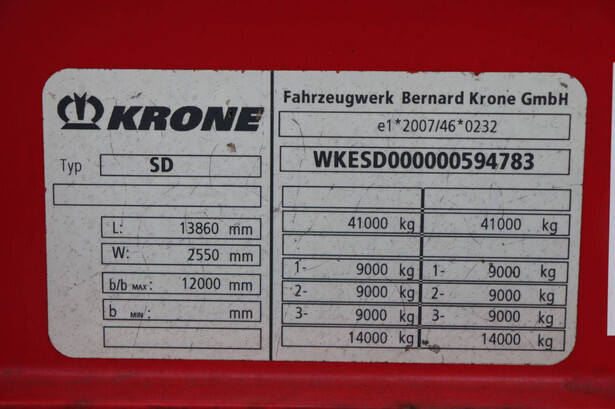 KRONE
Typ SD
L: 13860 mm
W: 2550 mm
b/b MAX: 12000 mm
b MIN: mm
Fahrzeugwerk Bernard Krone GmbH
e1*2007/46*0232
WKESD000000594783
41000 kg 41000 kg
1- 9000 kg 1- 9000 kg
2- 9000 kg 2- 9000 kg
3- 9000 kg 3- 9000 kg
14000 kg 14000 kg